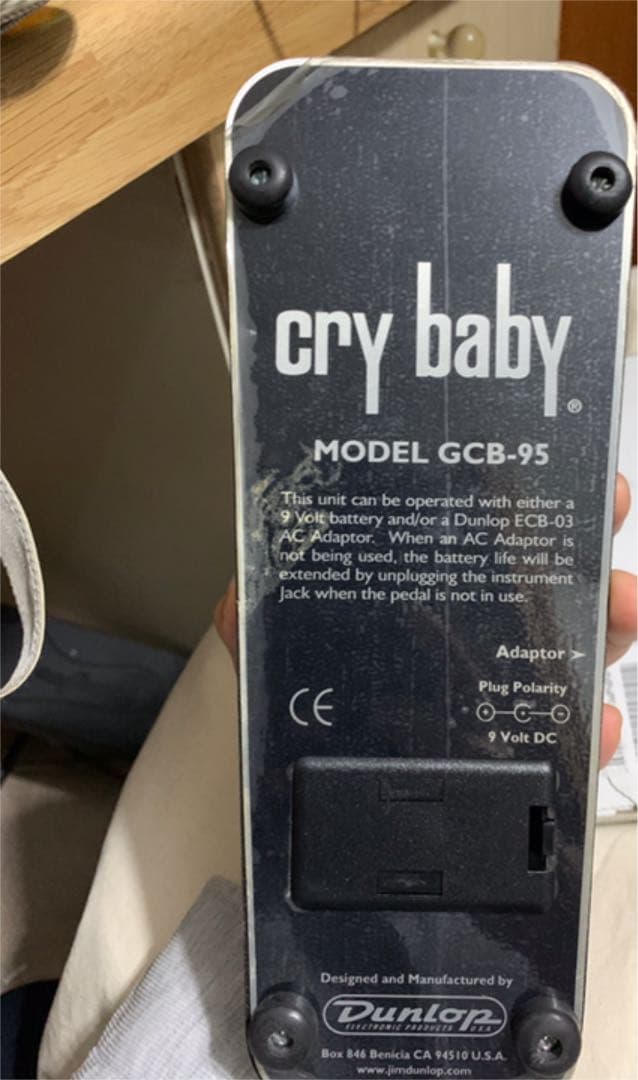 cry baby®
MODEL GCB-95
This unit can be operated with either a
9 Volt battery and/or a Dunlop ECB-03
AC Adaptor. When an AC Adaptor is
not being used, the battery life will be
extended by unplugging the instrument
Jack when the pedal is not in use.
Adaptor
Plug Polarity
+ C -
9 Volt DC
CE
Designed and Manufactured by
Dunlop
ELECTRONIC PRODUCTS USA
Box 846 Benicia CA 94510 U.S.A.
www.jimdunlop.com